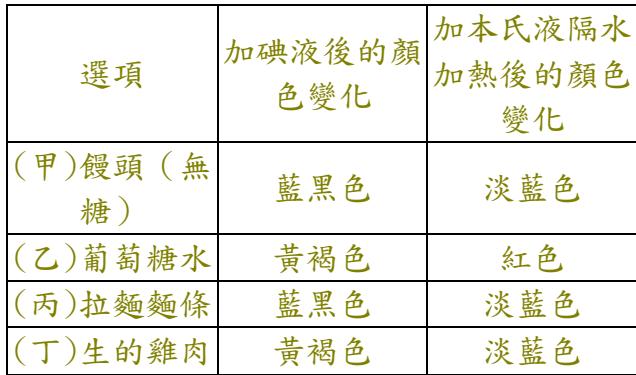 選項
加碘液後的顏
色變化
加本氏液隔水
加熱後的顏色
變化
(甲)饅頭（無
糖）
藍黑色
淡藍色
(乙)葡萄糖水
黃褐色
紅色
(丙)拉麵麵條
藍黑色
淡藍色
(丁)生的雞肉
黃褐色
淡藍色